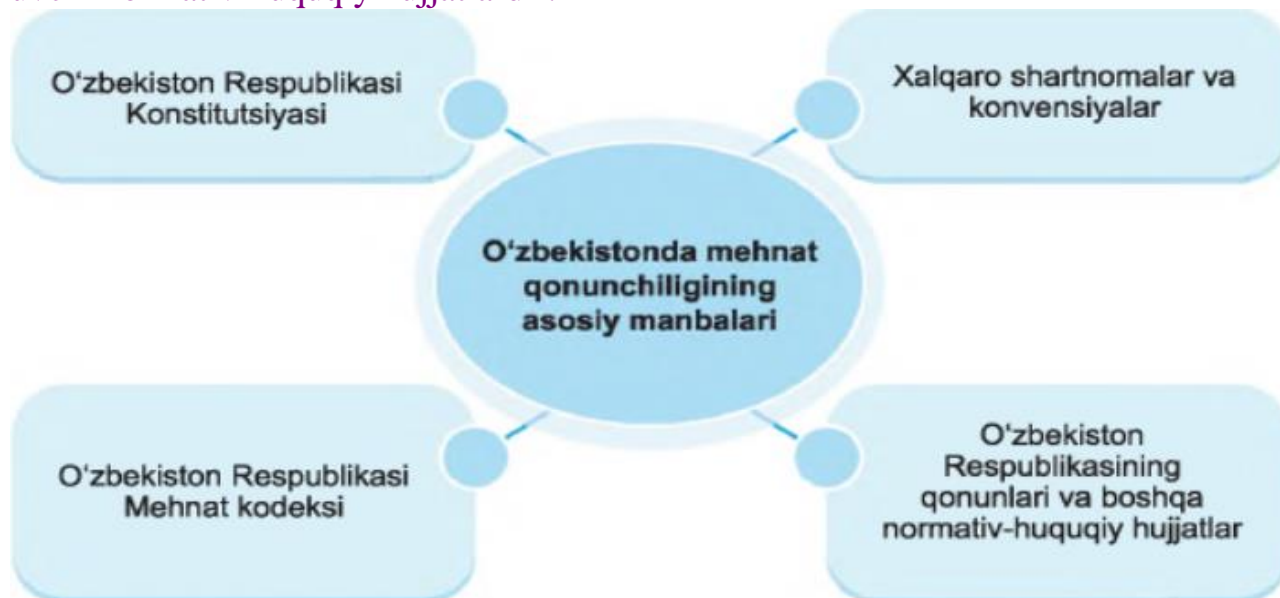 O‘zbekiston Respublikasi
Konstitutsiyasi
Xalqaro shartnomalar va
konvensiyalar
O‘zbekistonda mehnat
qonunchiligining
asosiy manbalari
O‘zbekiston Respublikasi
Mehnat kodeksi
O‘zbekiston
Respublikasining
qonunlari va boshqa
normativ-huquqiy hujjatlar